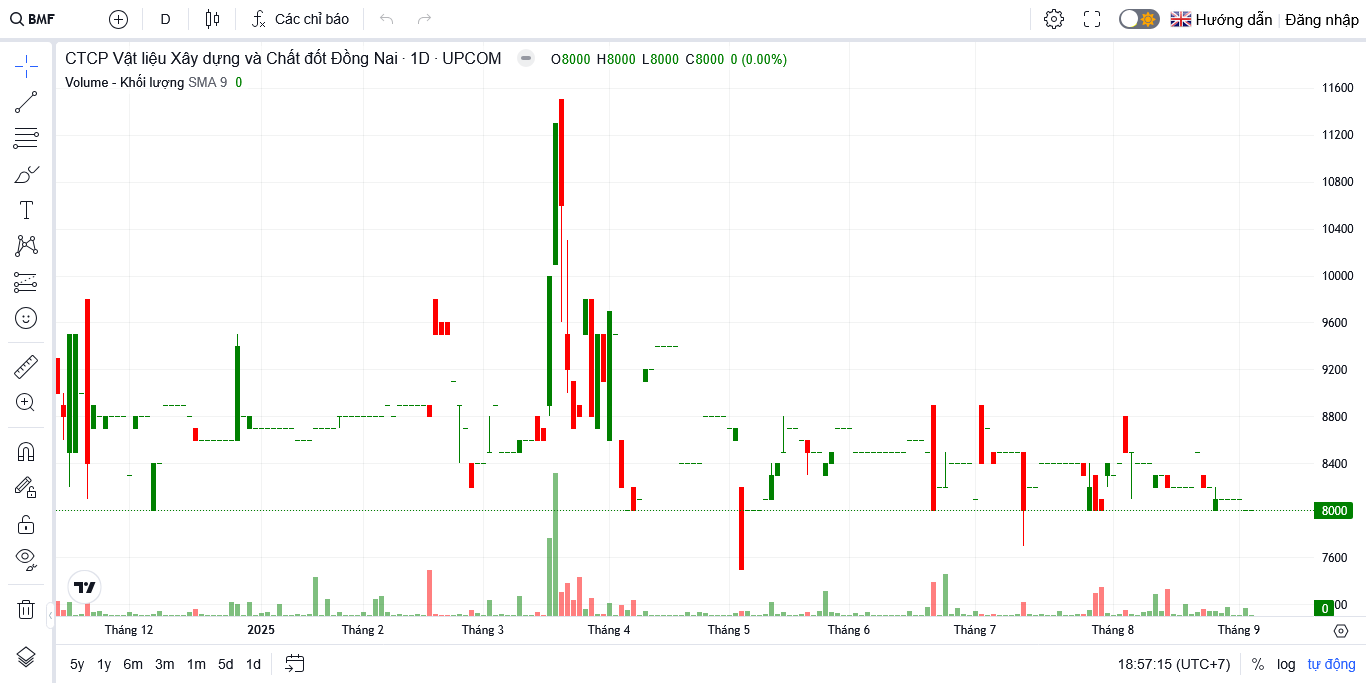 BMF D Các chỉ báo Hướng dẫn Đăng nhập
CTCP Vật liệu Xây dựng và Chất đốt Đồng Nai · 1D · UPCOM O8000 H8000 L8000 C8000 0 (0.00%)
Volume - Khối lượng SMA 9 0
11600
11200
10800
10400
10000
9600
9200
8800
8400
8000
7600
0 00
Tháng 12 2025 Tháng 2 Tháng 3 Tháng 4 Tháng 5 Tháng 6 Tháng 7 Tháng 8 Tháng 9
5y 1y 6m 3m 1m 5d 1d 18:57:15 (UTC+7) % log tự động